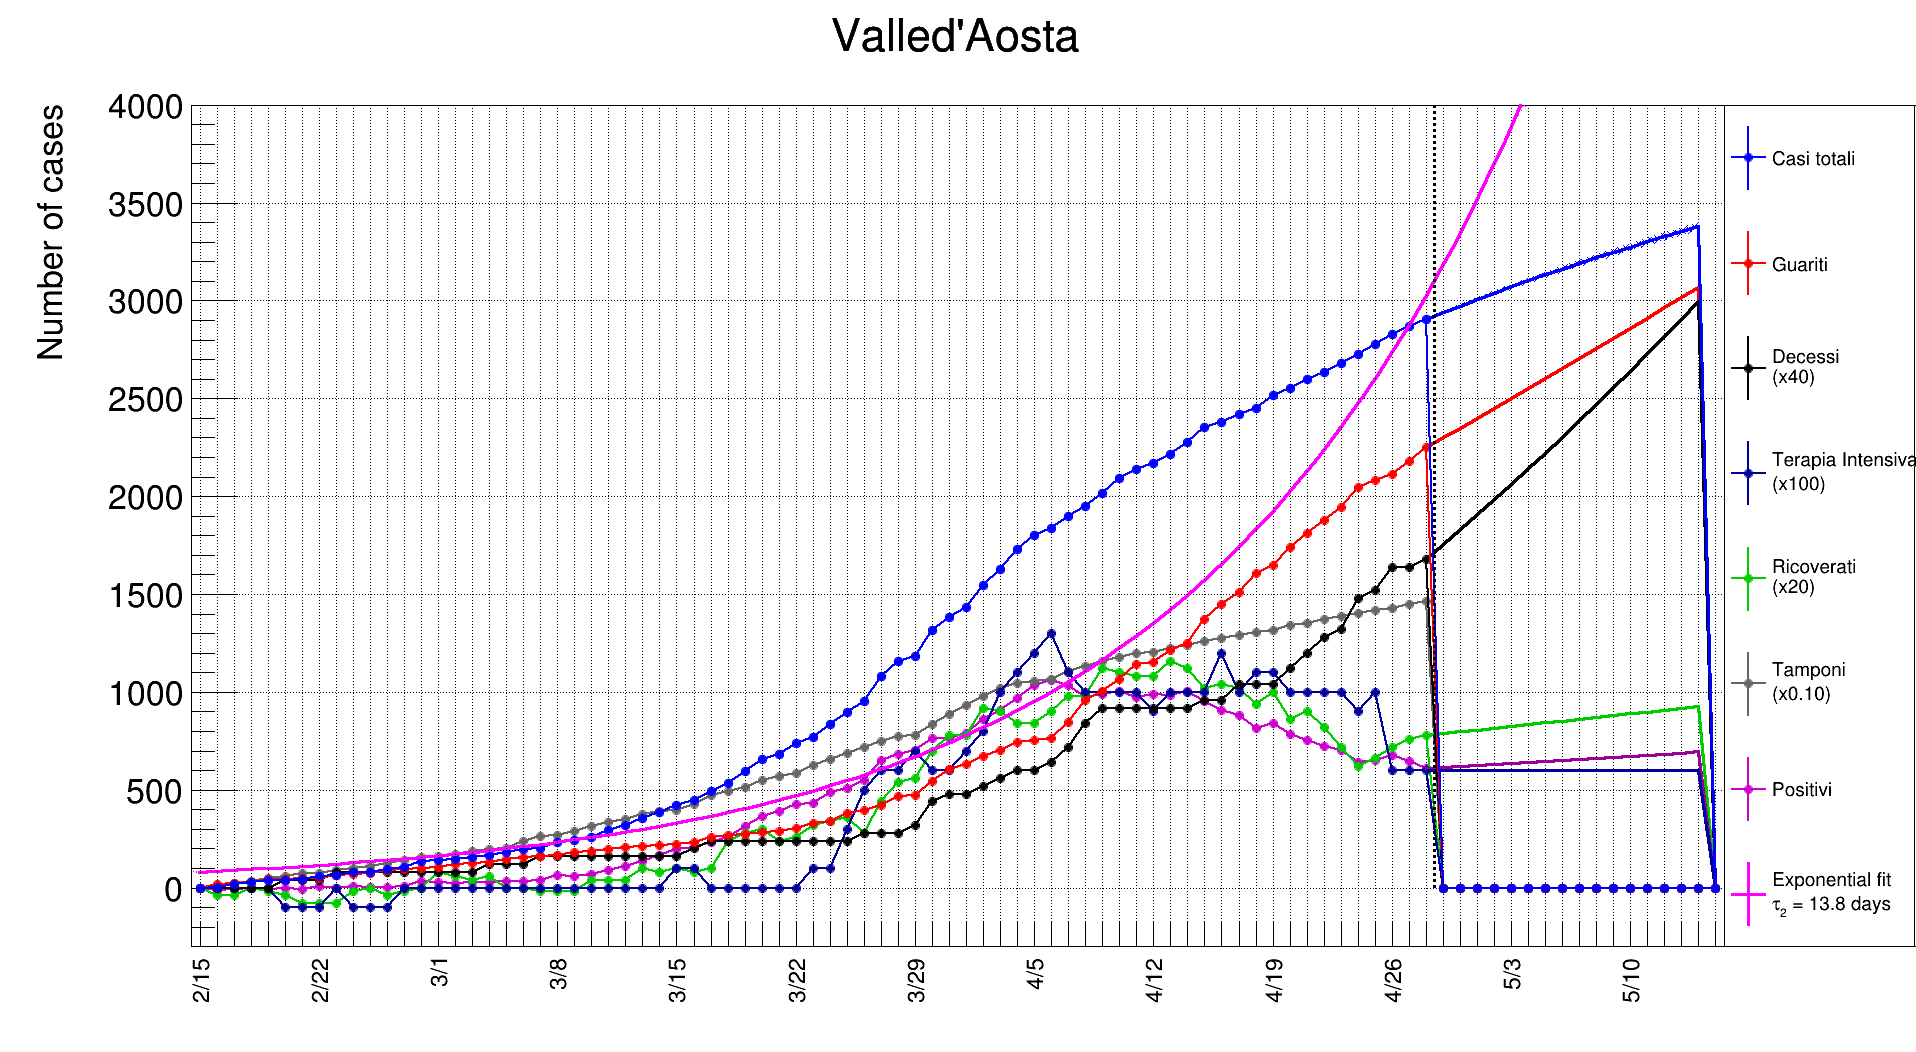 Valled'Aosta
Number of cases
4000
3500
3000
2500
2000
1500
1000
500
0
2/15
2/22
3/1
3/8
3/15
3/22
3/29
4/5
4/12
4/19
4/26
5/3
5/10
Casi totali
Guariti
Decessi
(x40)
Terapia Intensiva
(x100)
Ricoverati
(x20)
Tamponi
(x0.10)
Positivi
Exponential fit
τ2 = 13.8 days